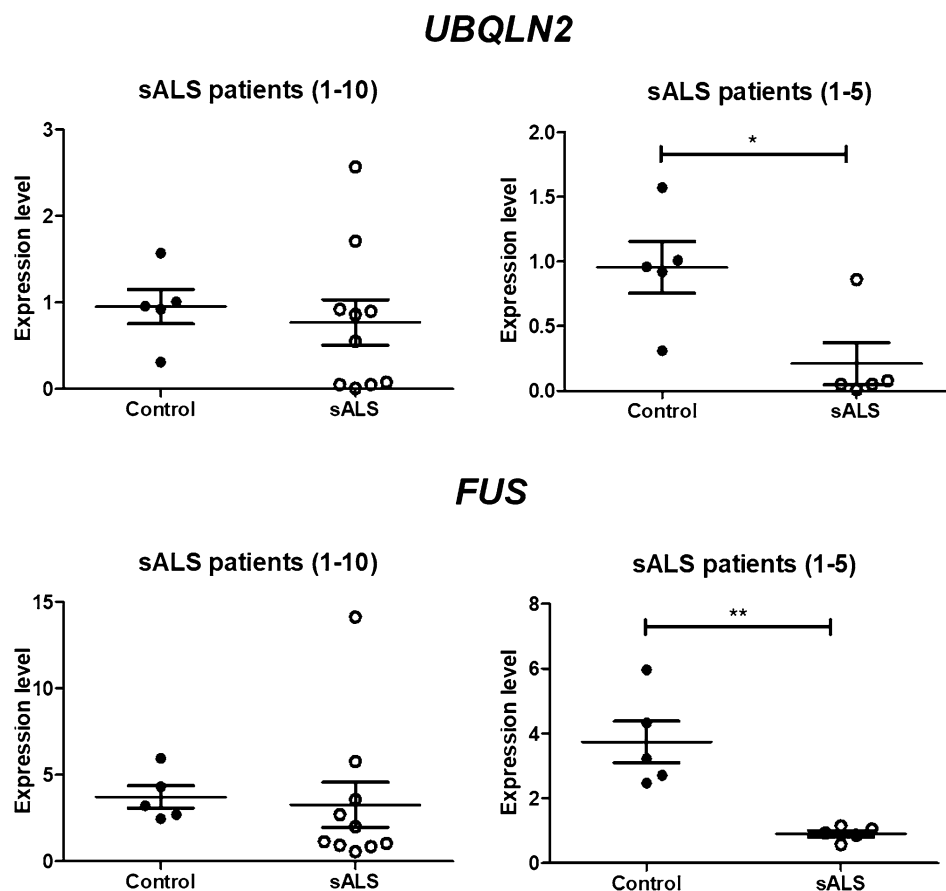 UBQLN2
sALS patients (1-10)
Expression level
3
2
1
0
Control
sALS
sALS patients (1-5)
Expression level
2.0
1.5
1.0
0.5
0.0
*
Control
sALS
FUS
sALS patients (1-10)
Expression level
15
10
5
0
Control
sALS
sALS patients (1-5)
Expression level
8
6
4
2
0
**
Control
sALS